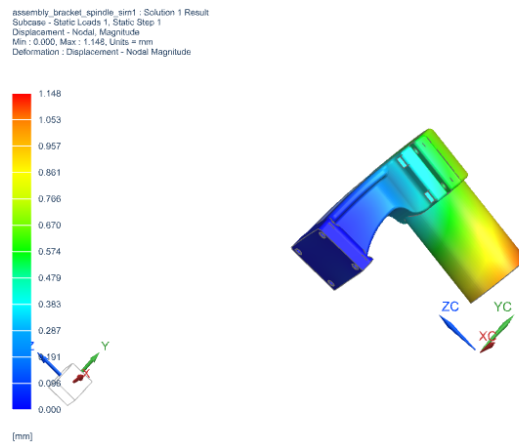 assembly_bracket_spindle_sim1 : Solution 1 Result
Subcase - Static Loads 1, Static Step 1
Displacement - Nodal, Magnitude
Min : 0.000, Max : 1.148, Units = mm
Deformation : Displacement - Nodal Magnitude
1.148
1.053
0.957
0.861
0.766
0.670
0.574
0.479
0.383
0.287
0.191
0.096
0.000
[mm]
Z
Y
X
ZC
YC
XC